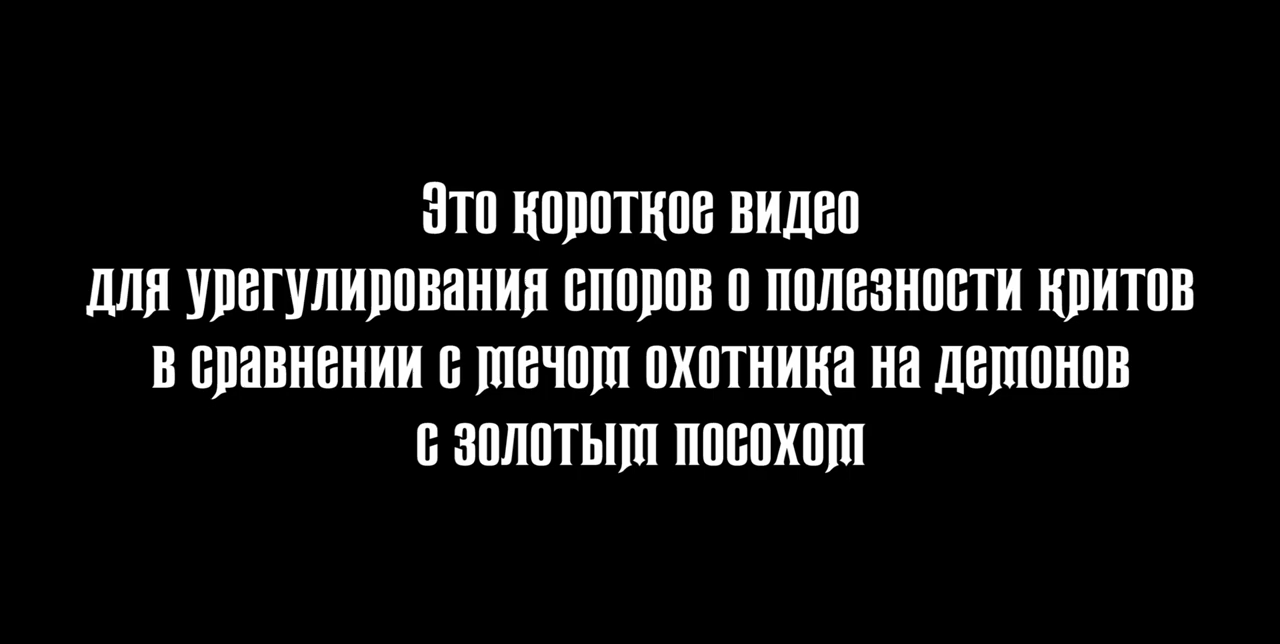 Это короткое видео
для урегулирования споров о полезности критов
в сравнении с мечом охотника на демонов
с золотым посохом